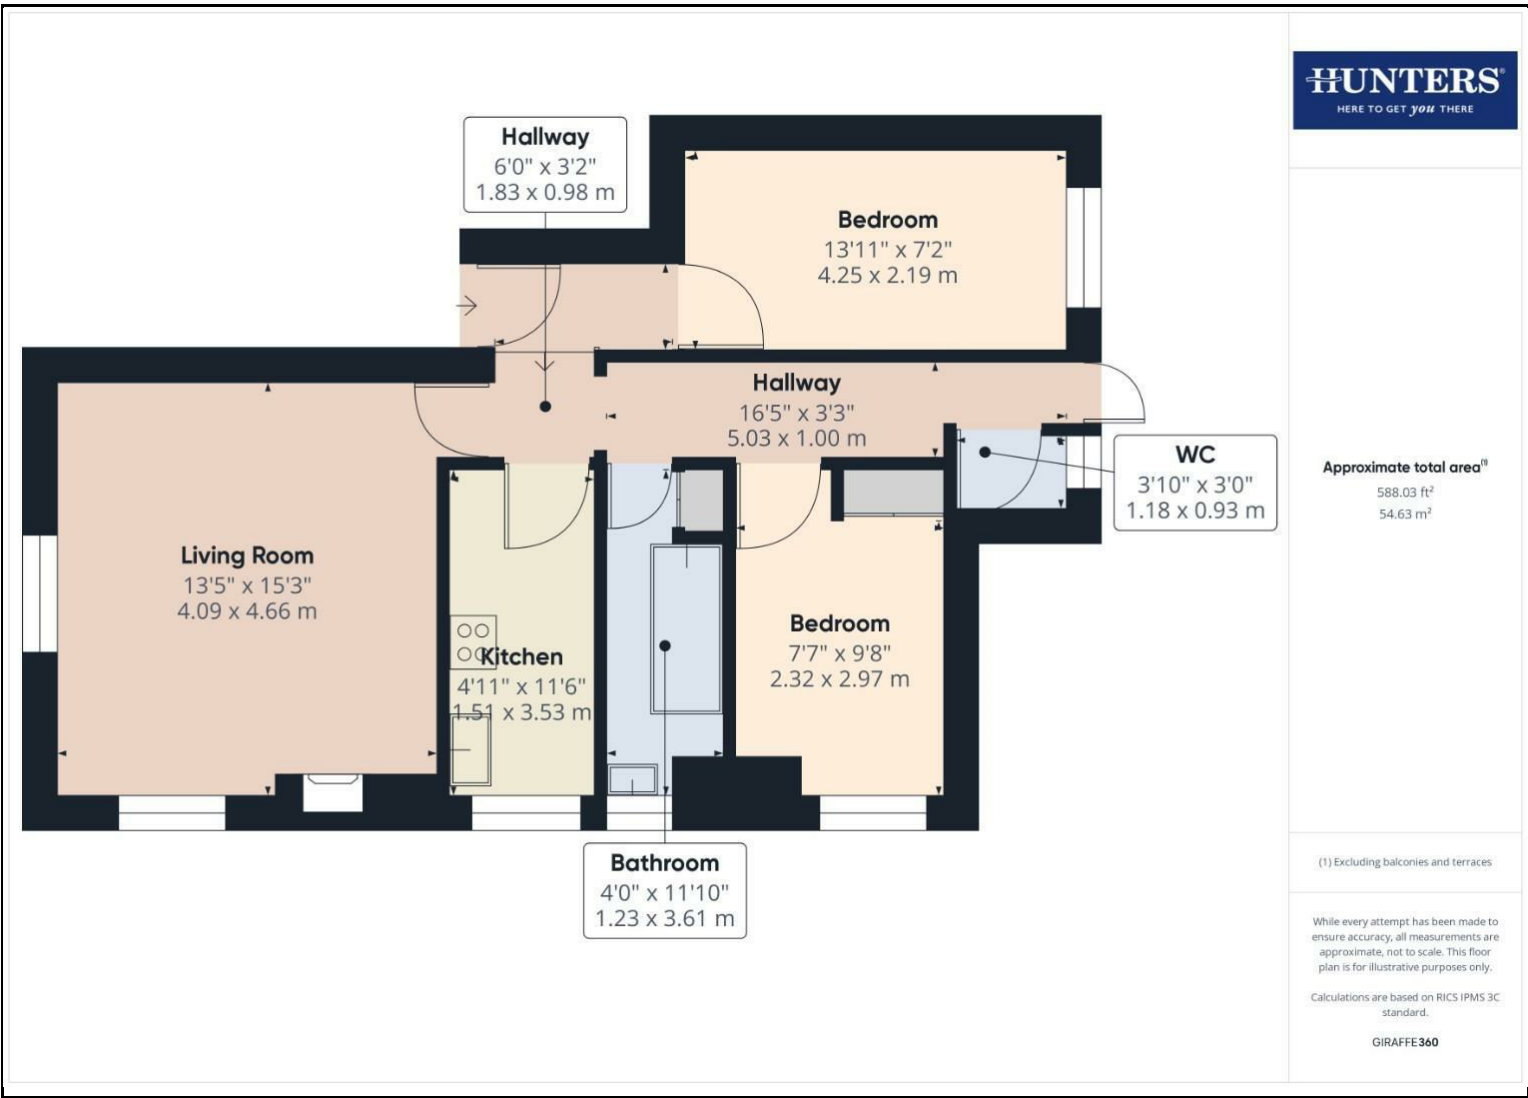 HUNTERS®
HERE TO GET you THERE
Hallway
6'0" x 3'2"
1.83 x 0.98 m
Bedroom
13'11" x 7'2"
4.25 x 2.19 m
Hallway
16'5" x 3'3"
5.03 x 1.00 m
WC
3'10" x 3'0"
1.18 x 0.93 m
Living Room
13'5" x 15'3"
4.09 x 4.66 m
Kitchen
4'11" x 11'6"
1.51 x 3.53 m
Bedroom
7'7" x 9'8"
2.32 x 2.97 m
Bathroom
4'0" x 11'10"
1.23 x 3.61 m
Approximate total area(1)
588.03 ft²
54.63 m²
(1) Excluding balconies and terraces
While every attempt has been made to
ensure accuracy, all measurements are
approximate, not to scale. This floor
plan is for illustrative purposes only.
Calculations are based on RICS IPMS 3C
standard.
GIRAFFE360